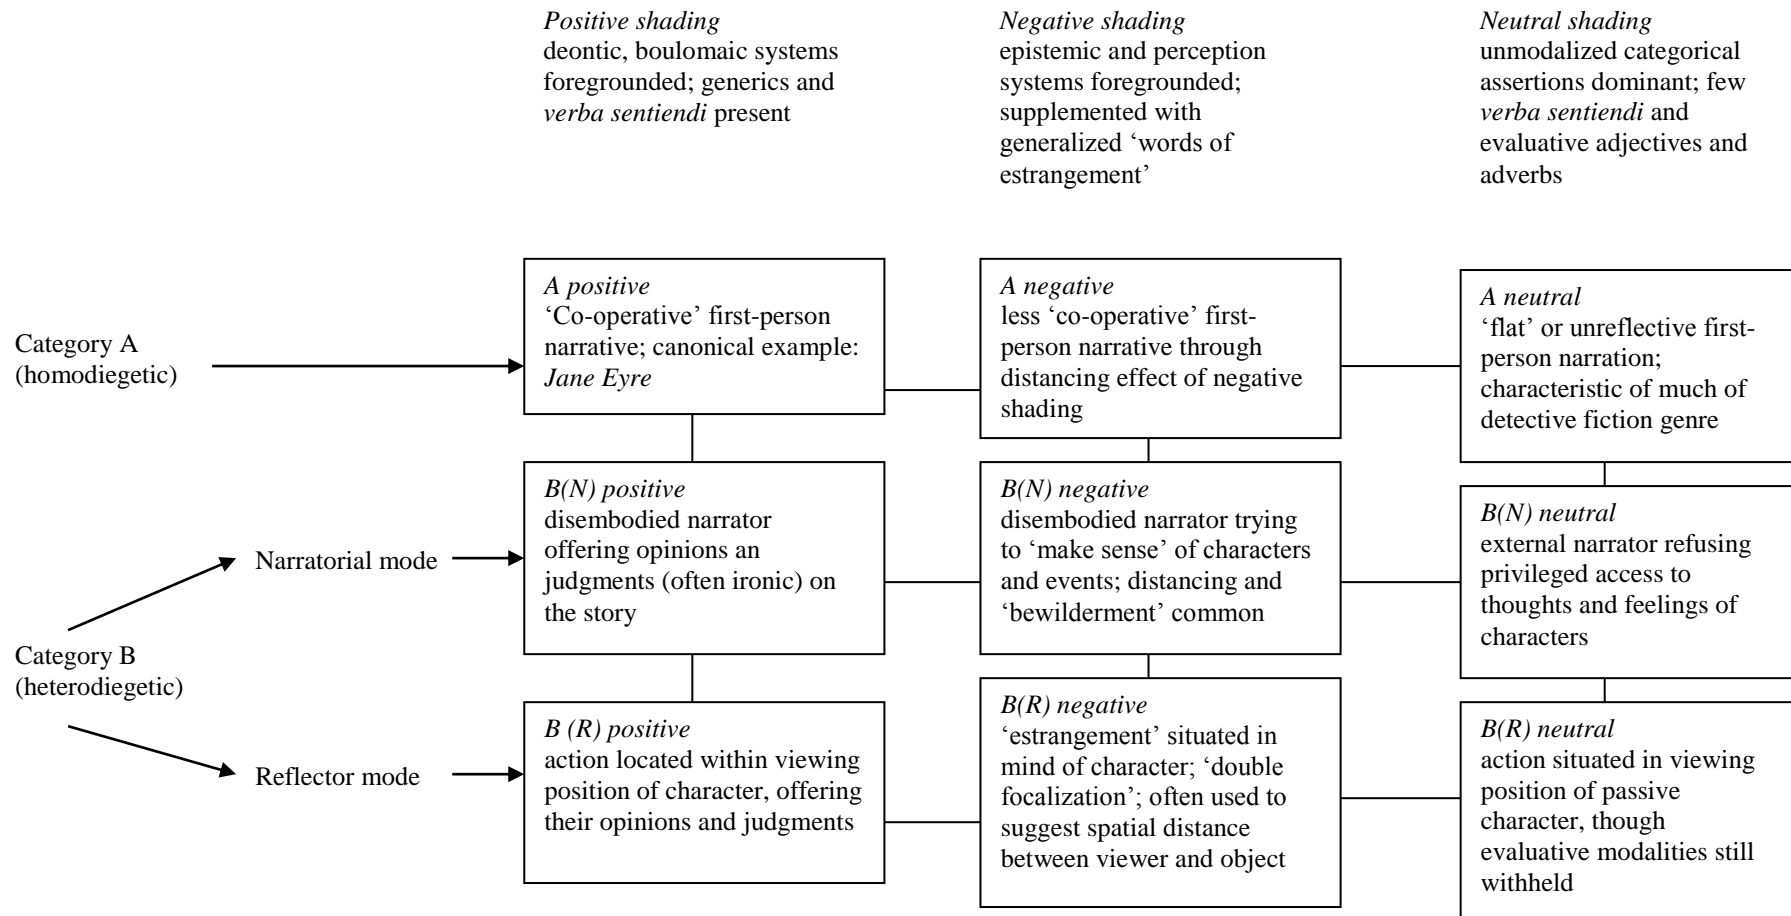 Positive shading
deontic, boulomaic systems
foregrounded; generics and
verba sentiendi present
Negative shading
epistemic and perception
systems foregrounded;
supplemented with
generalized ‘words of
estrangement’
Neutral shading
unmodalized categorical
assertions dominant; few
verba sentiendi and
evaluative adjectives and
adverbs
Category A
(homodiegetic)
A positive
‘Co-operative’ first-person
narrative; canonical example:
Jane Eyre
A negative
less ‘co-operative’ first-
person narrative through
distancing effect of negative
shading
A neutral
‘flat’ or unreflective first-
person narration;
characteristic of much of
detective fiction genre
Category B
(heterodiegetic)
Narratorial mode
B(N) positive
disembodied narrator
offering opinions an
judgments (often ironic) on
the story
B(N) negative
disembodied narrator trying
to ‘make sense’ of characters
and events; distancing and
‘bewilderment’ common
B(N) neutral
external narrator refusing
privileged access to
thoughts and feelings of
characters
Reflector mode
B (R) positive
action located within viewing
position of character, offering
their opinions and judgments
B(R) negative
‘estrangement’ situated in
mind of character; ‘double
focalization’; often used to
suggest spatial distance
between viewer and object
B(R) neutral
action situated in viewing
position of passive
character, though
evaluative modalities still
withheld